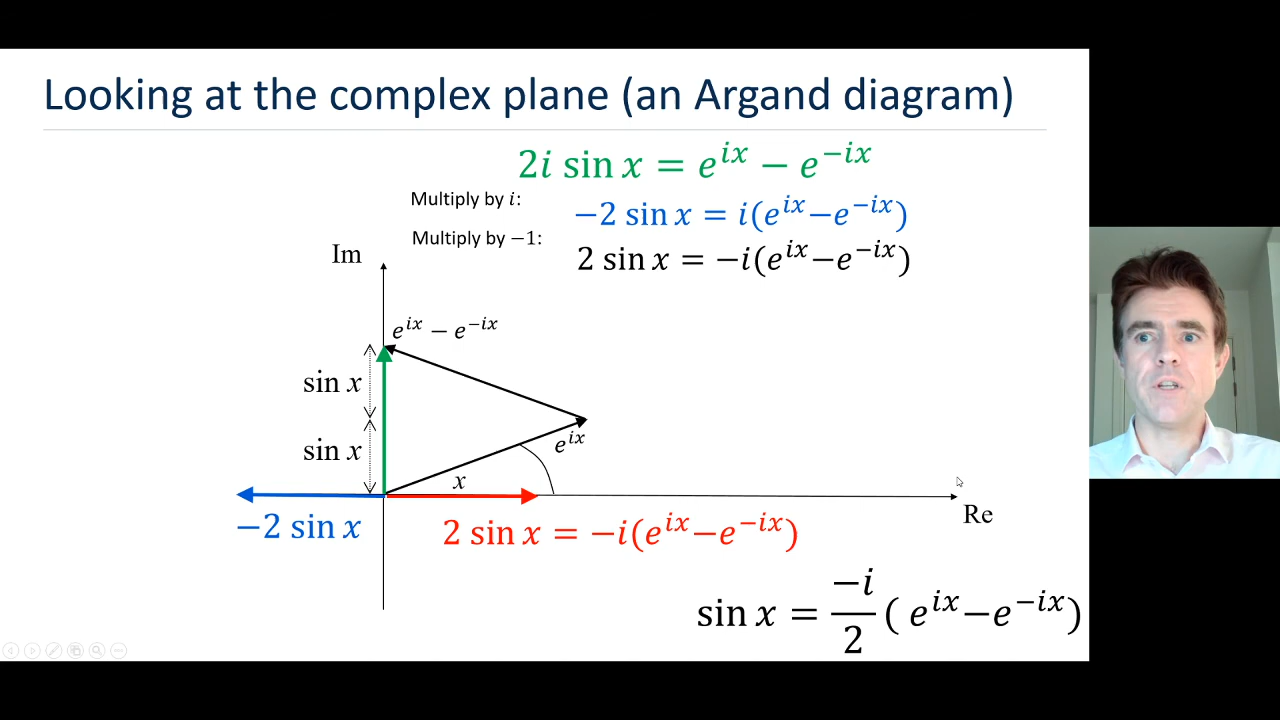 Looking at the complex plane (an Argand diagram)
2i sin x = e^{ix} − e^{−ix}
Multiply by i:
−2 sin x = i(e^{ix}−e^{−ix})
Multiply by −1:
2 sin x = −i(e^{ix}−e^{−ix})
Im
e^{ix} − e^{−ix}
sin x
sin x
e^{ix}
x
Re
−2 sin x
2 sin x = −i(e^{ix}−e^{−ix})
sin x = \frac{−i}{2}( e^{ix}−e^{−ix})